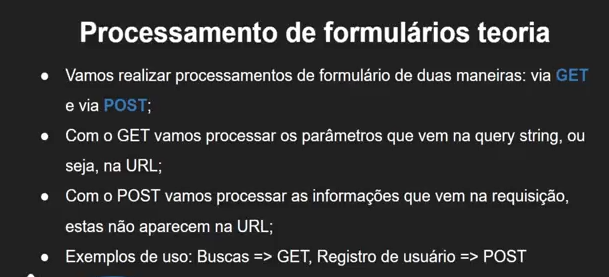 Processamento de formulários teoria
● Vamos realizar processamentos de formulário de duas maneiras: via GET
e via POST;
● Com o GET vamos processar os parâmetros que vem na query string, ou
seja, na URL;
● Com o POST vamos processar as informações que vem na requisição,
estas não aparecem na URL;
● Exemplos de uso: Buscas => GET, Registro de usuário => POST